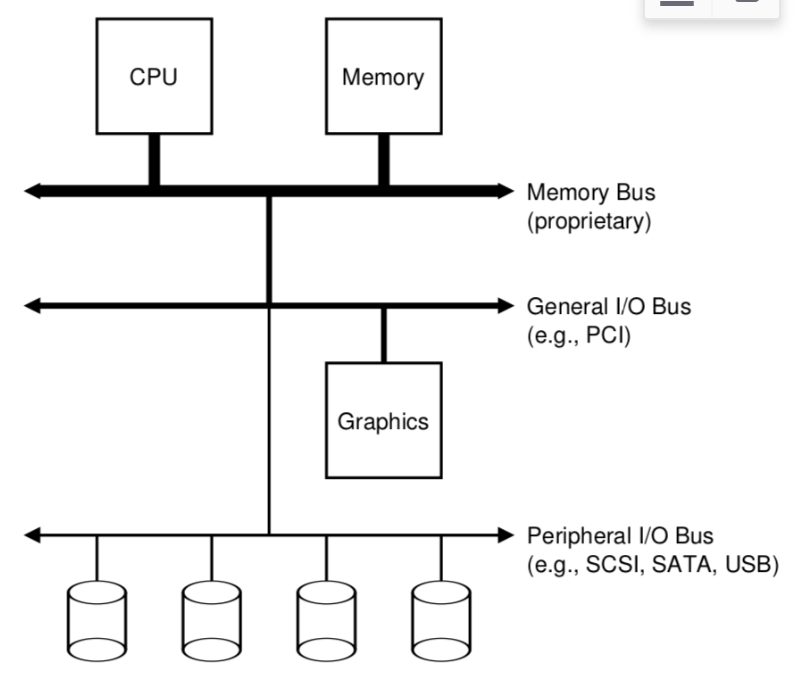 CPU
Memory
Memory Bus
(proprietary)
General I/O Bus
(e.g., PCI)
Graphics
Peripheral I/O Bus
(e.g., SCSI, SATA, USB)